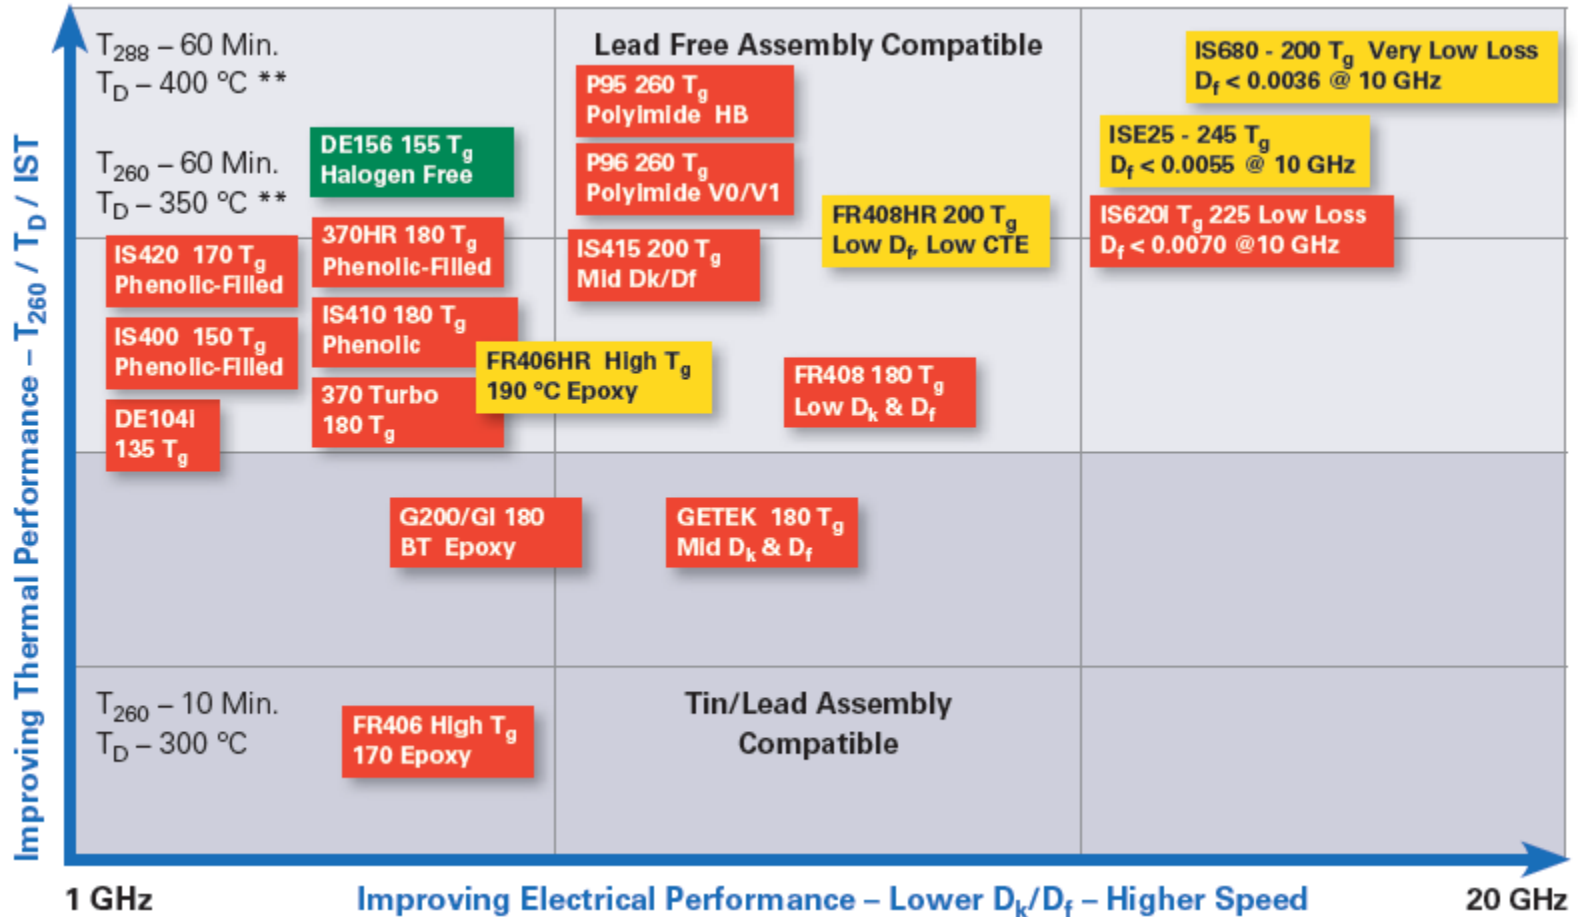 Improving Thermal Performance – T260 / TD / IST
T288 – 60 Min.
TD – 400 °C **
T260 – 60 Min.
TD – 350 °C **
Lead Free Assembly Compatible
IS680 - 200 Tg Very Low Loss
Df < 0.0036 @ 10 GHz
P95 260 Tg
Polyimide HB
ISE25 - 245 Tg
Df < 0.0055 @ 10 GHz
DE156 155 Tg
Halogen Free
P96 260 Tg
Polyimide V0/V1
FR408HR 200 Tg
Low Df, Low CTE
IS620I Tg 225 Low Loss
Df < 0.0070 @10 GHz
IS420 170 Tg
Phenolic-Filled
370HR 180 Tg
Phenolic-Filled
IS415 200 Tg
Mid Dk/Df
IS400 150 Tg
Phenolic-Filled
IS410 180 Tg
Phenolic
FR406HR High Tg
190 °C Epoxy
FR408 180 Tg
Low Dk & Df
370 Turbo
180 Tg
DE104I
135 Tg
G200/GI 180
BT Epoxy
GETEK 180 Tg
Mid Dk & Df
T260 – 10 Min.
TD – 300 °C
FR406 High Tg
170 Epoxy
Tin/Lead Assembly
Compatible
1 GHz
Improving Electrical Performance – Lower Dk/Df – Higher Speed
20 GHz